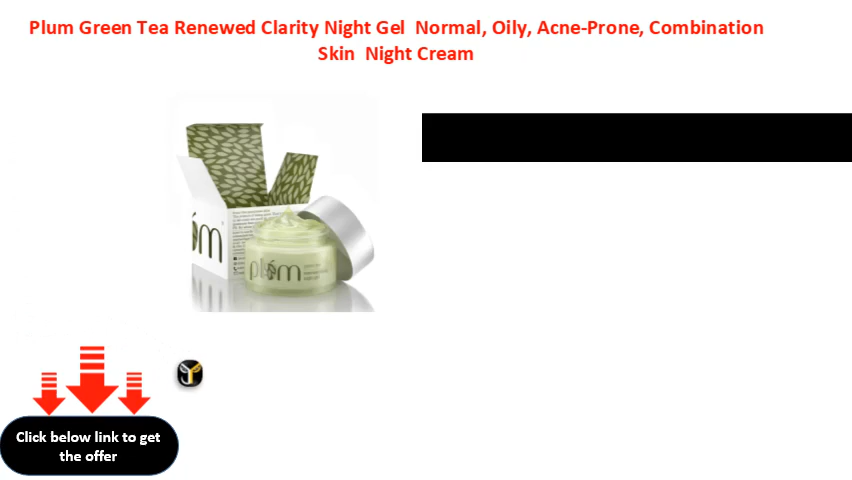 Plum Green Tea Renewed Clarity Night Gel  Normal, Oily, Acne-Prone, Combination
Skin  Night Cream
plum
Click below link to get
the offer